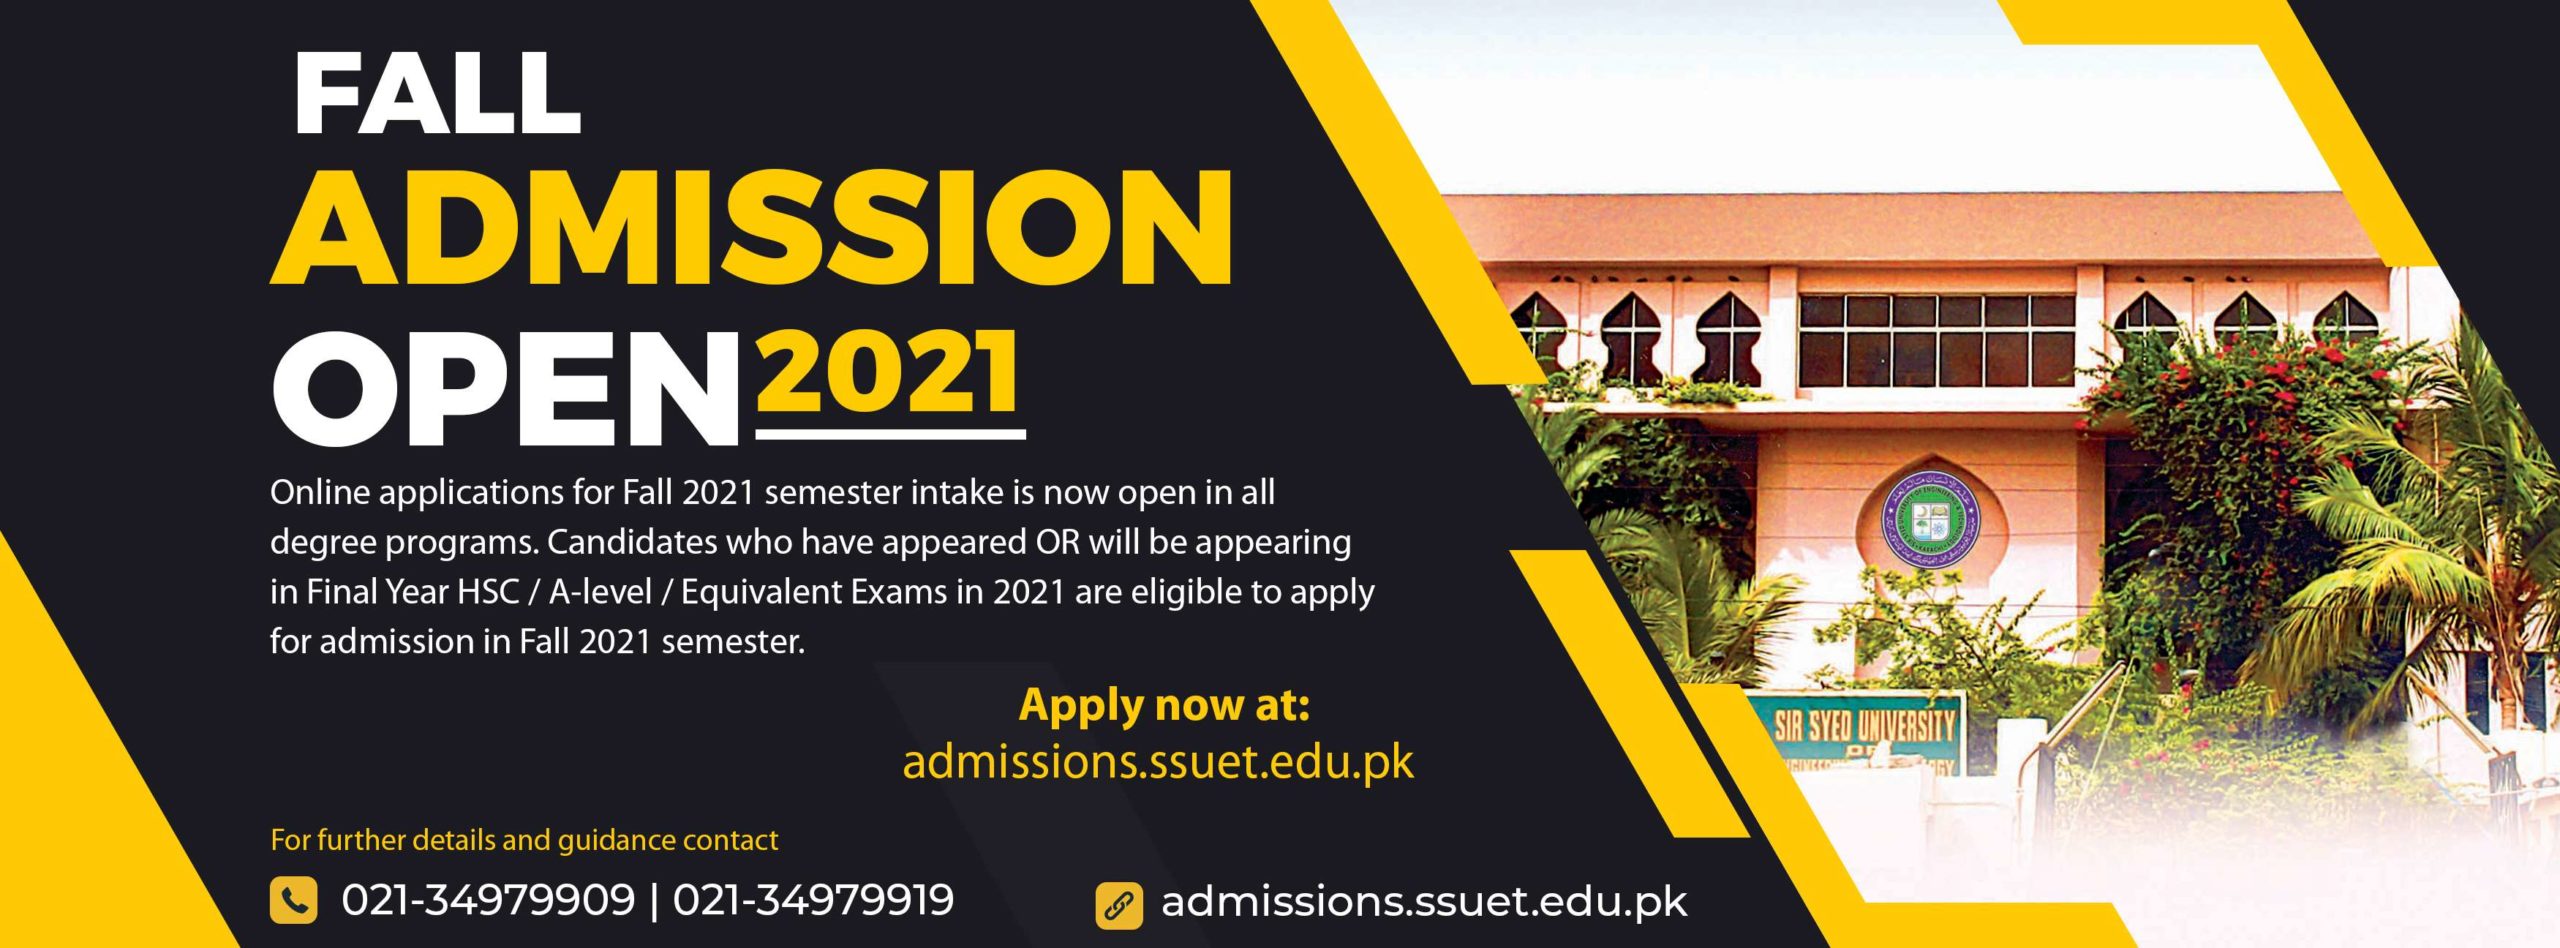 FALL
ADMISSION
OPEN 2021
Online applications for Fall 2021 semester intake is now open in all
degree programs. Candidates who have appeared OR will be appearing
in Final Year HSC / A-level / Equivalent Exams in 2021 are eligible to apply
for admission in Fall 2021 semester.
Apply now at:
admissions.ssuet.edu.pk
For further details and guidance contact
021-34979909 | 021-34979919
admissions.ssuet.edu.pk
SIR SYED UNIVERSITY
OF